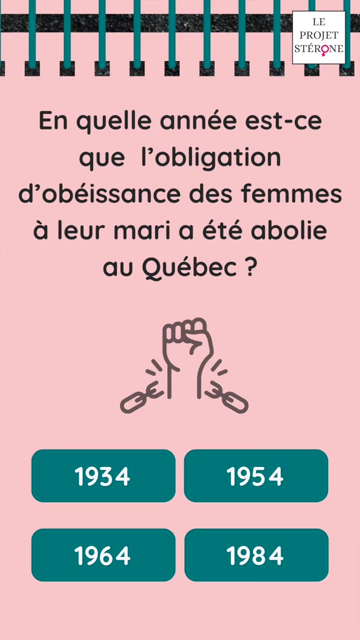 LE
PROJET
STÉRONE
En quelle année est-ce
que l’obligation
d’obéissance des femmes
à leur mari a été abolie
au Québec ?
1934
1954
1964
1984